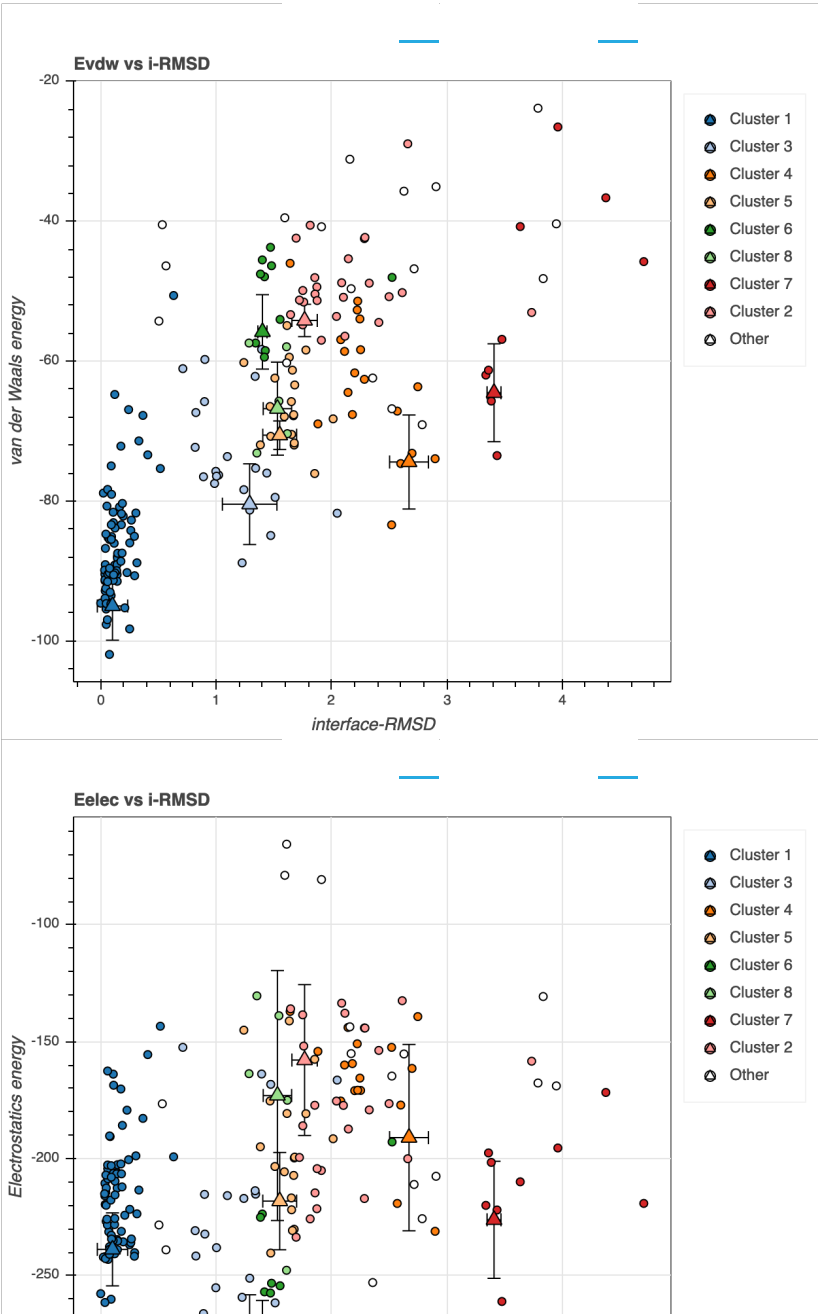 Evdw vs i-RMSD
-20
-40
-60
-80
-100
van der Waals energy
0
1
2
3
4
interface-RMSD
Cluster 1
Cluster 3
Cluster 4
Cluster 5
Cluster 6
Cluster 8
Cluster 7
Cluster 2
Other
Eelec vs i-RMSD
-100
-150
-200
-250
Electrostatics energy
Cluster 1
Cluster 3
Cluster 4
Cluster 5
Cluster 6
Cluster 8
Cluster 7
Cluster 2
Other